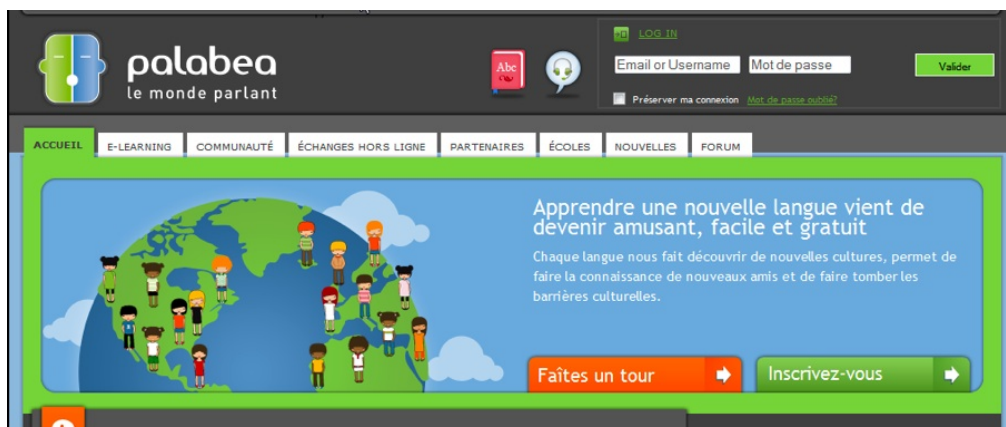 palabea
le monde parlant
Abc
LOG IN
Email or Username Mot de passe Valider
Préserver ma connexion Mot de passe oublié?
ACCUEIL E-LEARNING COMMUNAUTÉ ÉCHANGES HORS LIGNE PARTENAIRES ÉCOLES NOUVELLES FORUM
Apprendre une nouvelle langue vient de
devenir amusant, facile et gratuit
Chaque langue nous fait découvrir de nouvelles cultures, permet de
faire la connaissance de nouveaux amis et de faire tomber les
barrières culturelles.
Faîtes un tour Inscrivez-vous